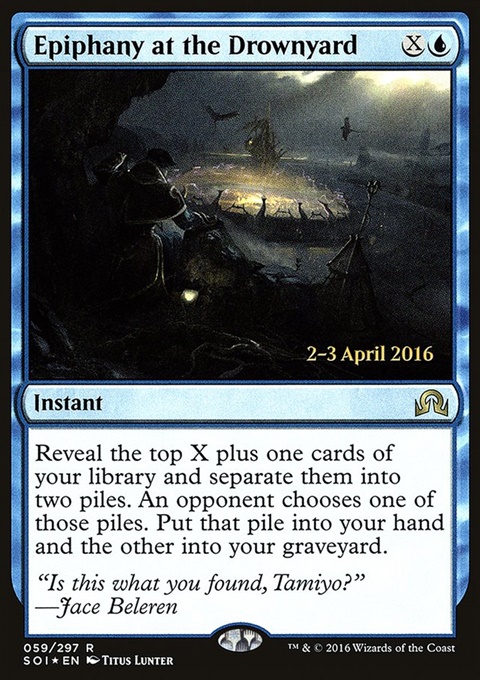 Epiphany at the Drownyard X
2-3 April 2016
Instant
Reveal the top X plus one cards of
your library and separate them into
two piles. An opponent chooses one of
those piles. Put that pile into your hand
and the other into your graveyard.
“Is this what you found, Tamiyo?”
—Jace Beleren
059/297 R
SOI★EN Titus Lunter
™ & © 2016 Wizards of the Coast